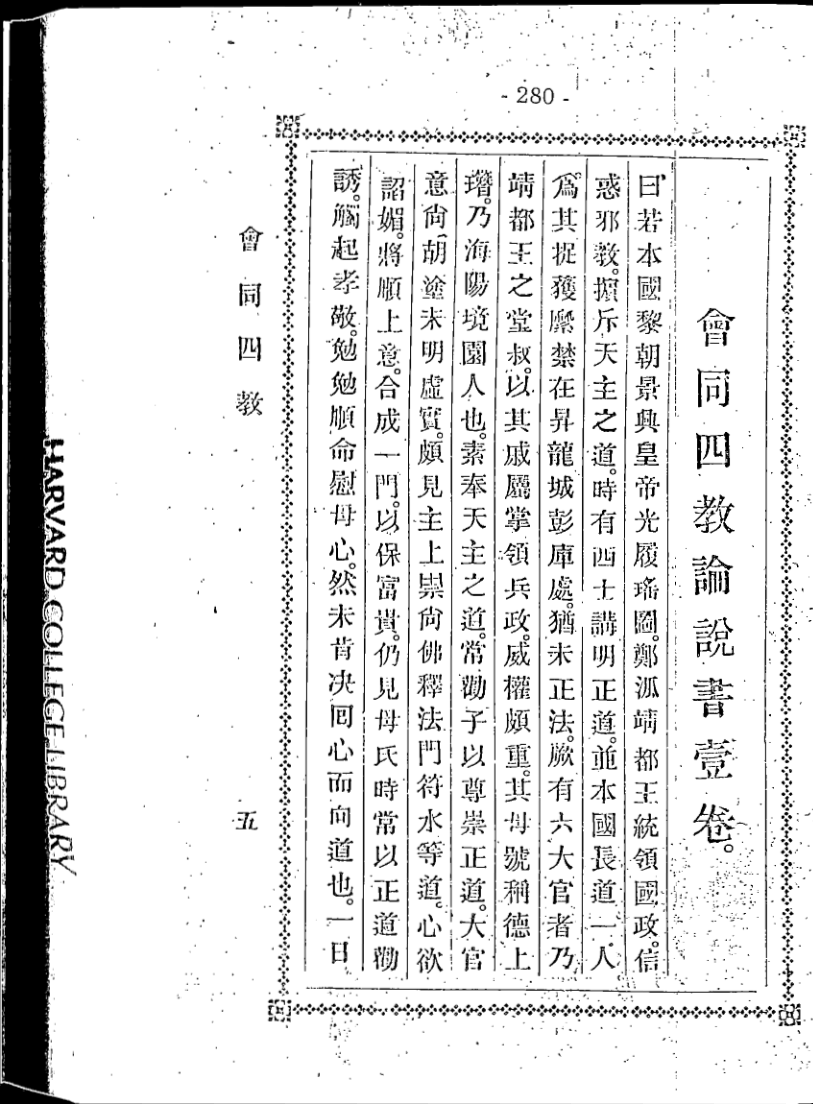 - 280 -
會同四教論說書壹卷。
曰若本國黎朝景興皇帝光履瑤圖。鄭派靖都王統領國政。信
惑邪教。擯斥天主之道。時有西士講明正道。並本國長道一人
爲其捉獲縻禁在昇龍城彭庫處。猶未正法。厥有六大官者乃
靖都王之堂叔。以其戚屬掌領兵政。威權頗重。其母號稱德上
㻸。乃海陽境園人也。素奉天主之道。常勸子以尊崇正道。大官
意尙胡塗未明虛實。頗見主上崇尙佛釋法門符水等道。心欲
諂媚。將順上意。合成一門。以保富貴。仍見母氏時常以正道勸
誘。觸起孝敬。勉勉順命慰母心。然未肯决回心而向道也。一日
會同四教
五
HARVARD COLLEGE LIBRARY